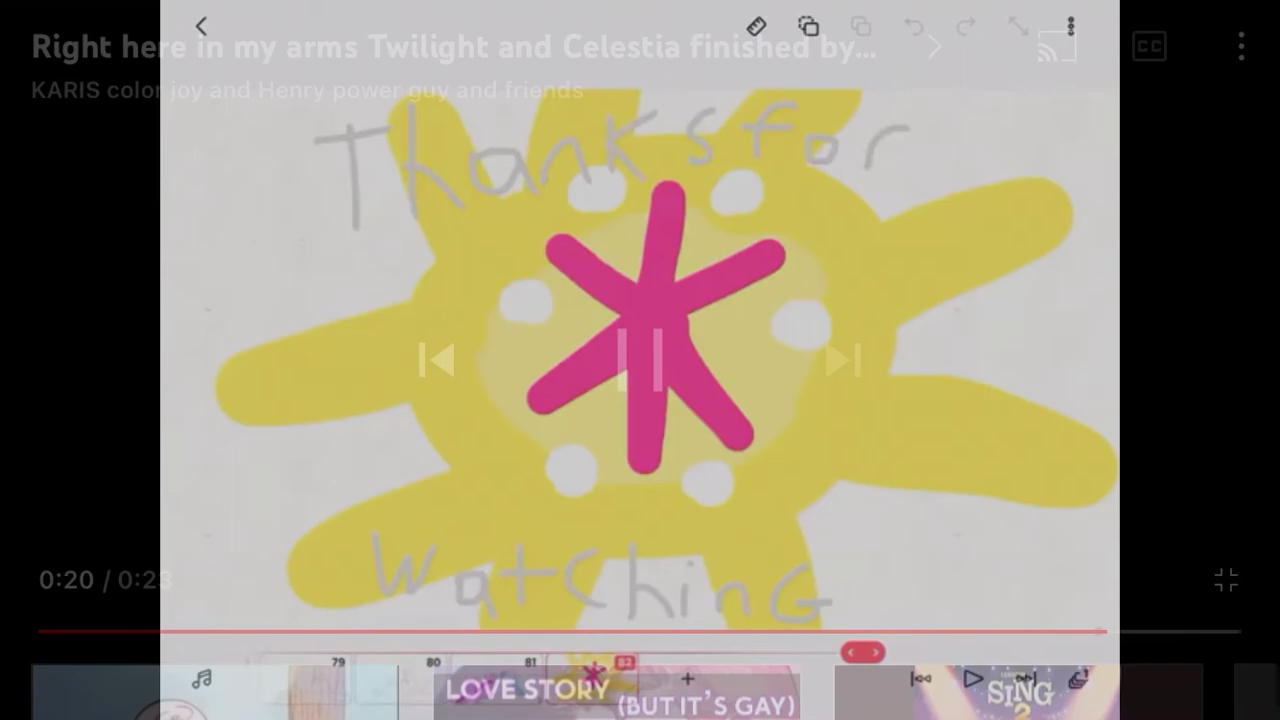 Right here in my arms Twilight and Celestia finished by...
KARIS color joy and Henry power guy and friends
CC
Thanks for
WatchinG
0:20 / 0:23
79
80
81
82
LOVE STORY
(BUT IT'S GAY)
SING
2